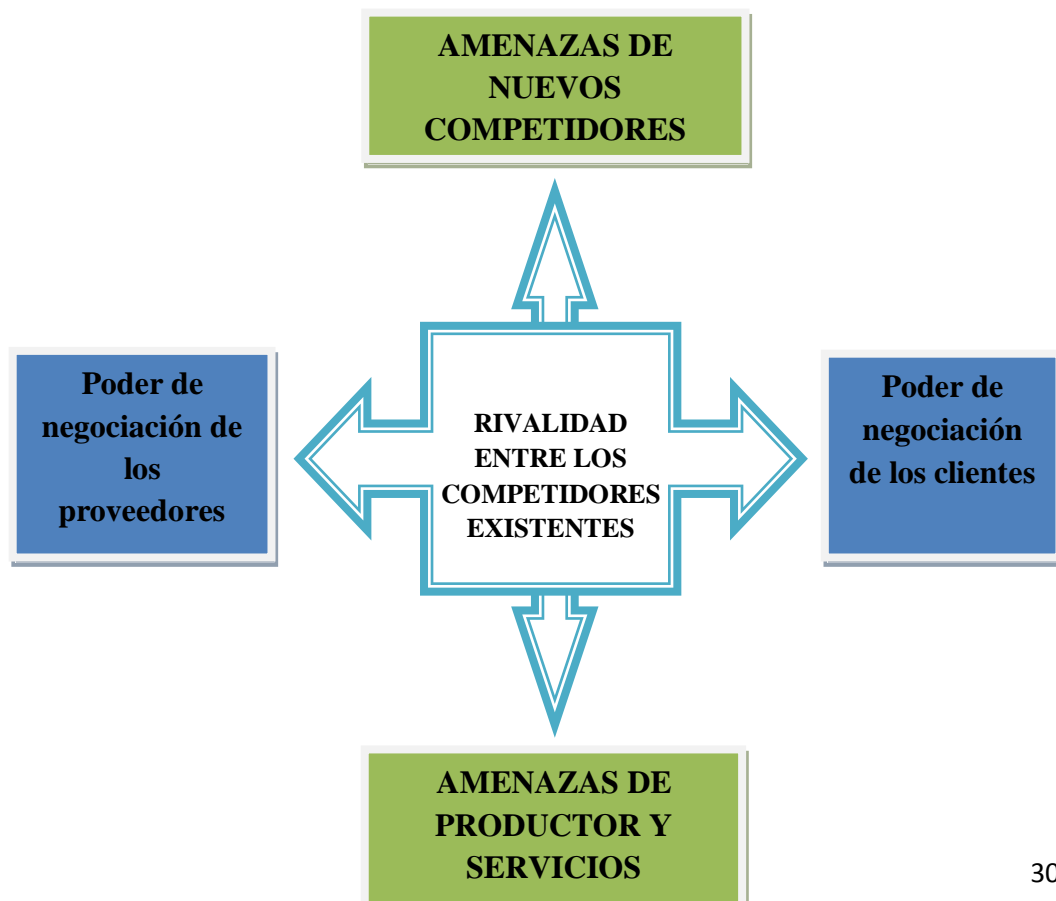 AMENAZAS DE
NUEVOS
COMPETIDORES
Poder de
negociación de
los
proveedores
RIVALIDAD
ENTRE LOS
COMPETIDORES
EXISTENTES
Poder de
negociación
de los clientes
AMENAZAS DE
PRODUCTOR Y
SERVICIOS
30